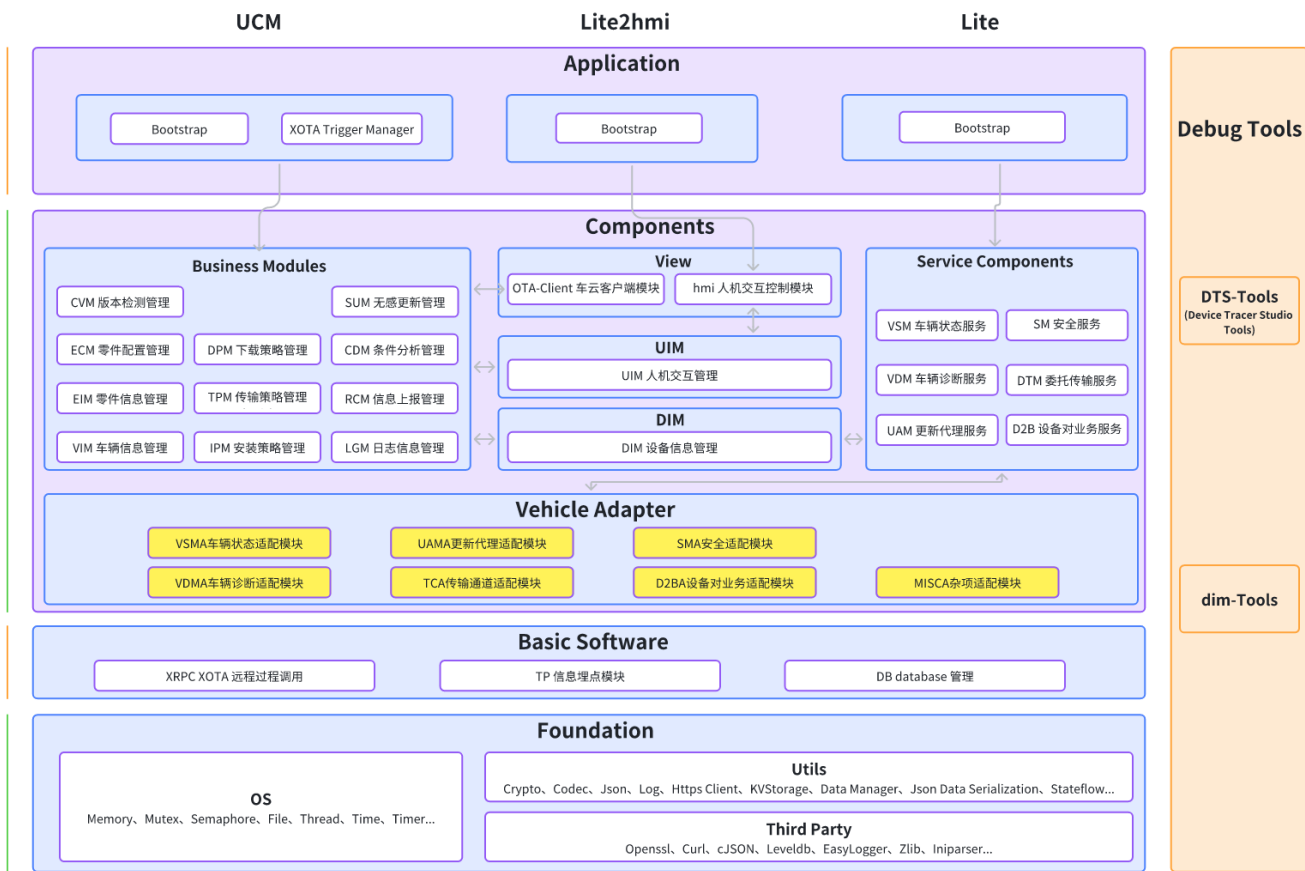 UCM
Lite2hmi
Lite
Application
Bootstrap
XOTA Trigger Manager
Bootstrap
Bootstrap
Components
Business Modules
CVM 版本检测管理
SUM 无感更新管理
ECM 零件配置管理
DPM 下载策略管理
CDM 条件分析管理
EIM 零件信息管理
TPM 传输策略管理
RCM 信息上报管理
VIM 车辆信息管理
IPM 安装策略管理
LGM 日志信息管理
View
OTA-Client 车云客户端模块
hmi 人机交互控制模块
UIM
UIM 人机交互管理
DIM
DIM 设备信息管理
Service Components
VSM 车辆状态服务
SM 安全服务
VDM 车辆诊断服务
DTM 委托传输服务
UAM 更新代理服务
D2B 设备对业务服务
Vehicle Adapter
VSMA车辆状态适配模块
UAMA更新代理适配模块
SMA安全适配模块
VDMA车辆诊断适配模块
TCA传输通道适配模块
D2BA设备对业务适配模块
MISCA杂项适配模块
Basic Software
XRPC XOTA 远程过程调用
TP 信息埋点模块
DB database 管理
Foundation
OS
Memory、Mutex、Semaphore、File、Thread、Time、Timer...
Utils
Crypto、Codec、Json、Log、Https Client、KVStorage、Data Manager、Json Data Serialization、Stateflow...
Third Party
Openssl、Curl、cJSON、Leveldb、EasyLogger、Zlib、Iniparser...
Debug Tools
DTS-Tools
(Device Tracer Studio
Tools)
dim-Tools